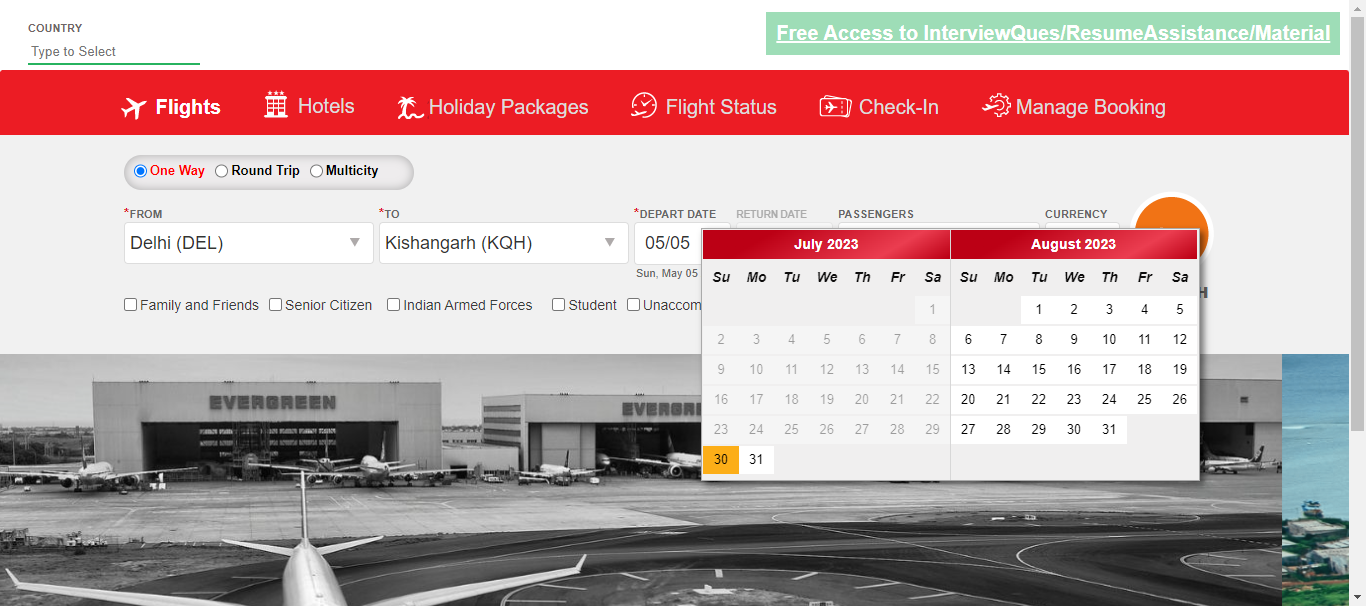 COUNTRY
Type to Select
Free Access to InterviewQues/ResumeAssistance/Material
Flights Hotels Holiday Packages Flight Status Check-In Manage Booking
One Way Round Trip Multicity
*FROM *TO *DEPART DATE RETURN DATE PASSENGERS CURRENCY
Delhi (DEL) Kishangarh (KQH) 05/05
Sun, May 05
Family and Friends Senior Citizen Indian Armed Forces Student Unaccom
July 2023 August 2023
Su Mo Tu We Th Fr Sa Su Mo Tu We Th Fr Sa
H
1 1 2 3 4 5
2 3 4 5 6 7 8 6 7 8 9 10 11 12
9 10 11 12 13 14 15 13 14 15 16 17 18 19
16 17 18 19 20 21 22 20 21 22 23 24 25 26
23 24 25 26 27 28 29 27 28 29 30 31
30 31
EVERGREEN
EVERGR